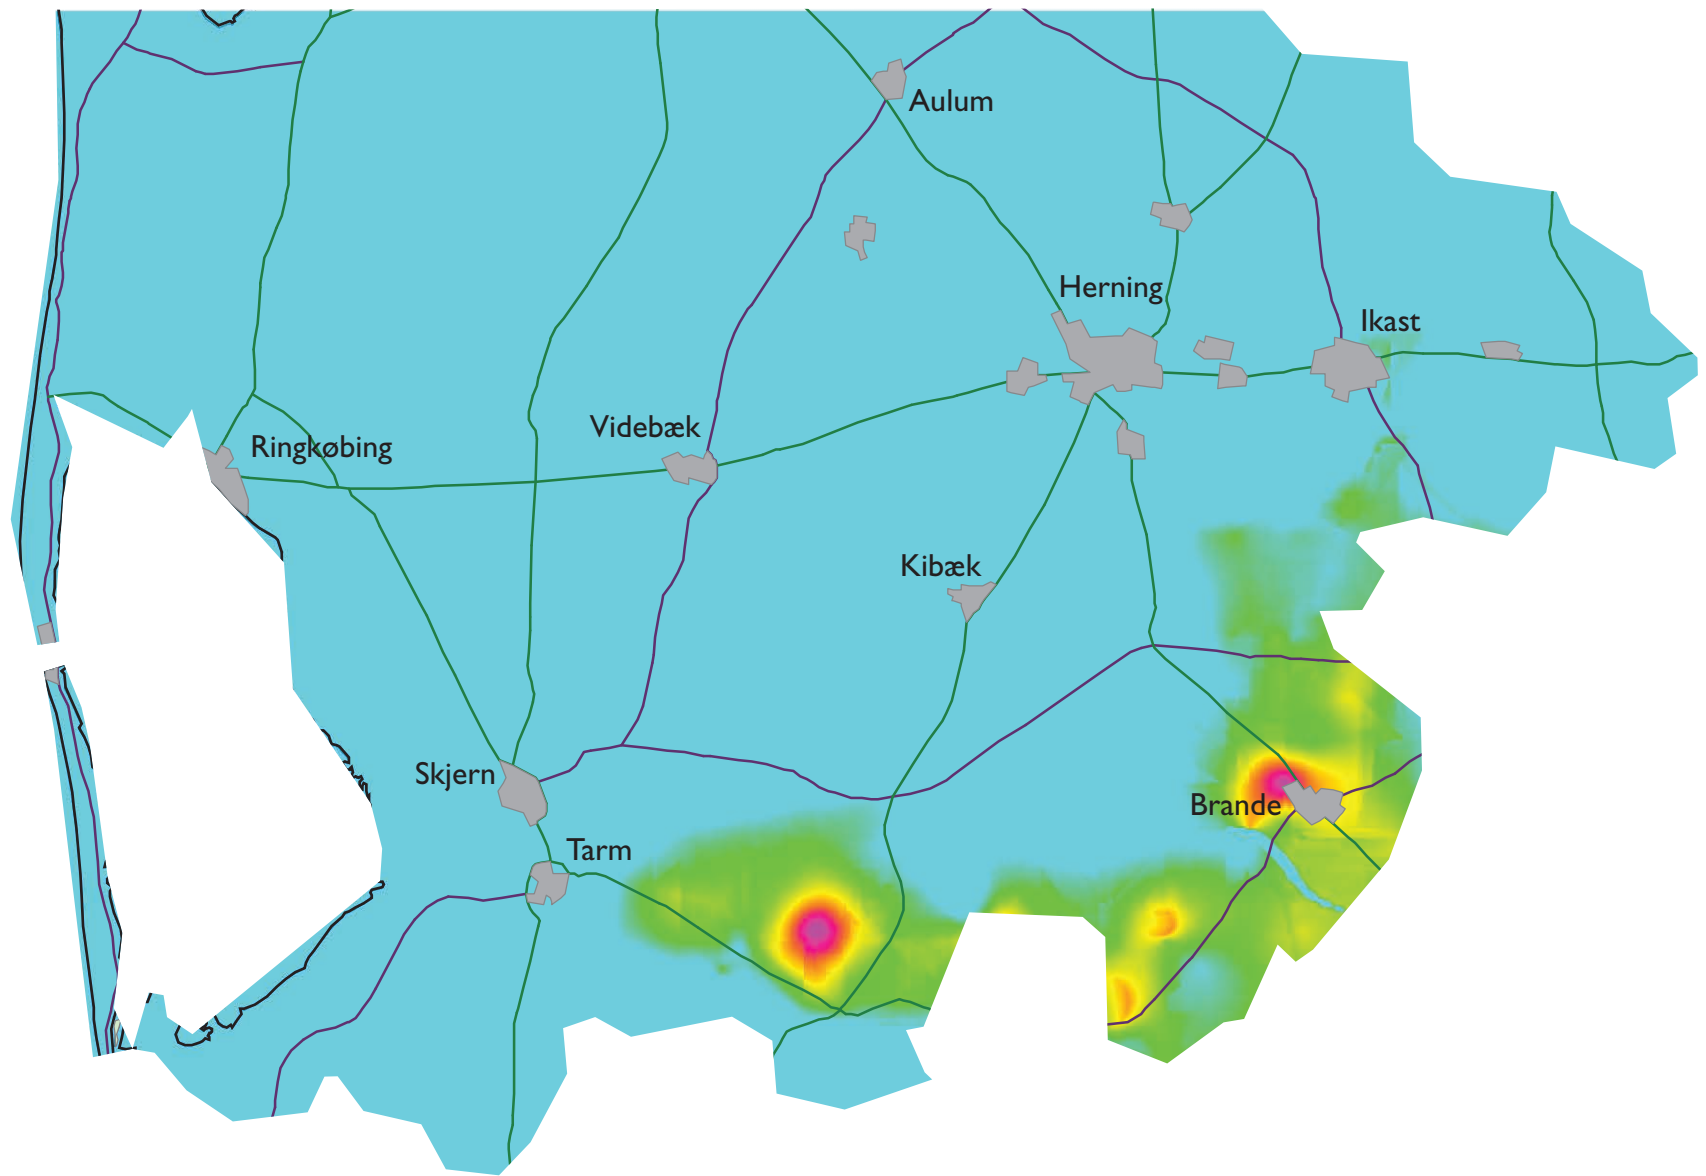 Aulum
Herning
Ikast
Videbæk
Ringkøbing
Kibæk
Skjern
Brande
Tarm